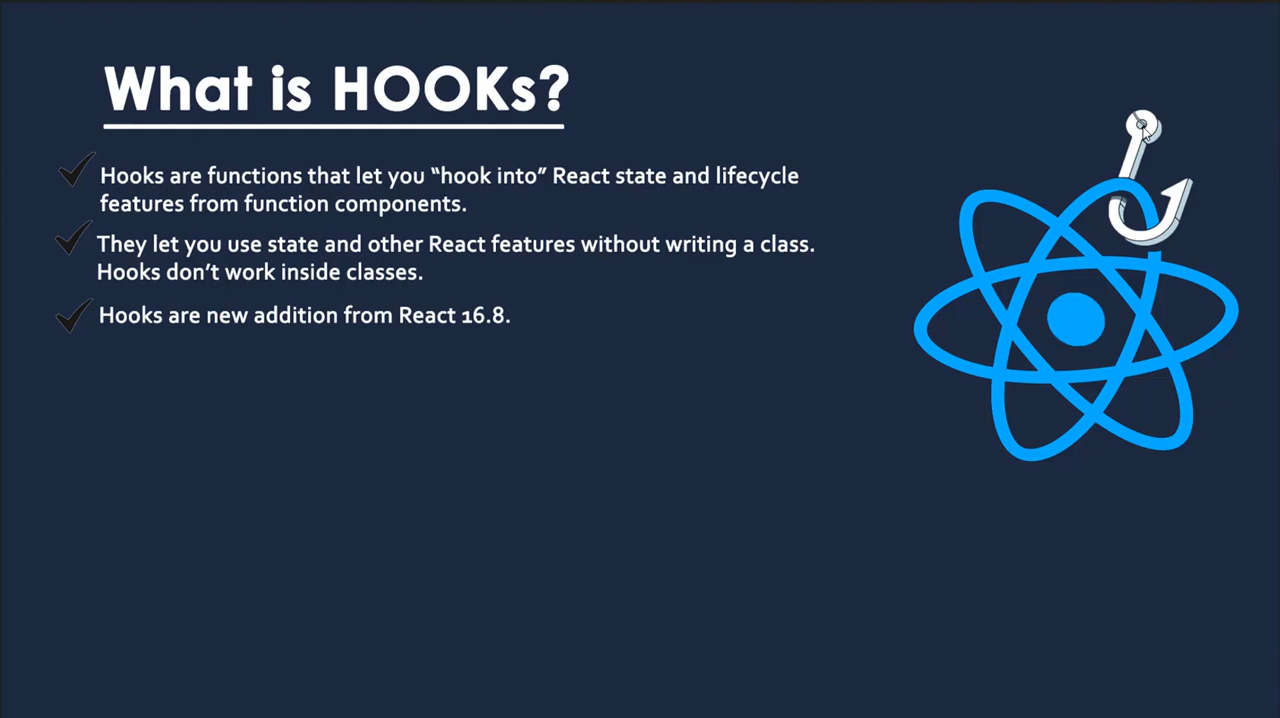 What is HOOKs?
Hooks are functions that let you “hook into” React state and lifecycle
features from function components.
They let you use state and other React features without writing a class.
Hooks don’t work inside classes.
Hooks are new addition from React 16.8.